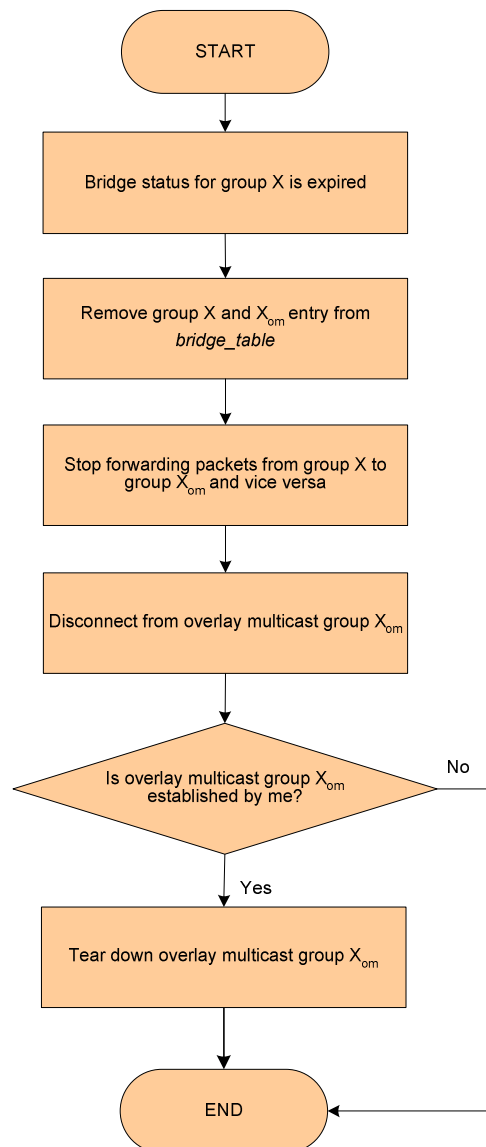 START
Bridge status for group X is expired
Remove group X and Xom entry from
bridge_table
Stop forwarding packets from group X to
group Xom and vice versa
Disconnect from overlay multicast group Xom
Is overlay multicast group Xom
established by me?
No
Yes
Tear down overlay multicast group Xom
END